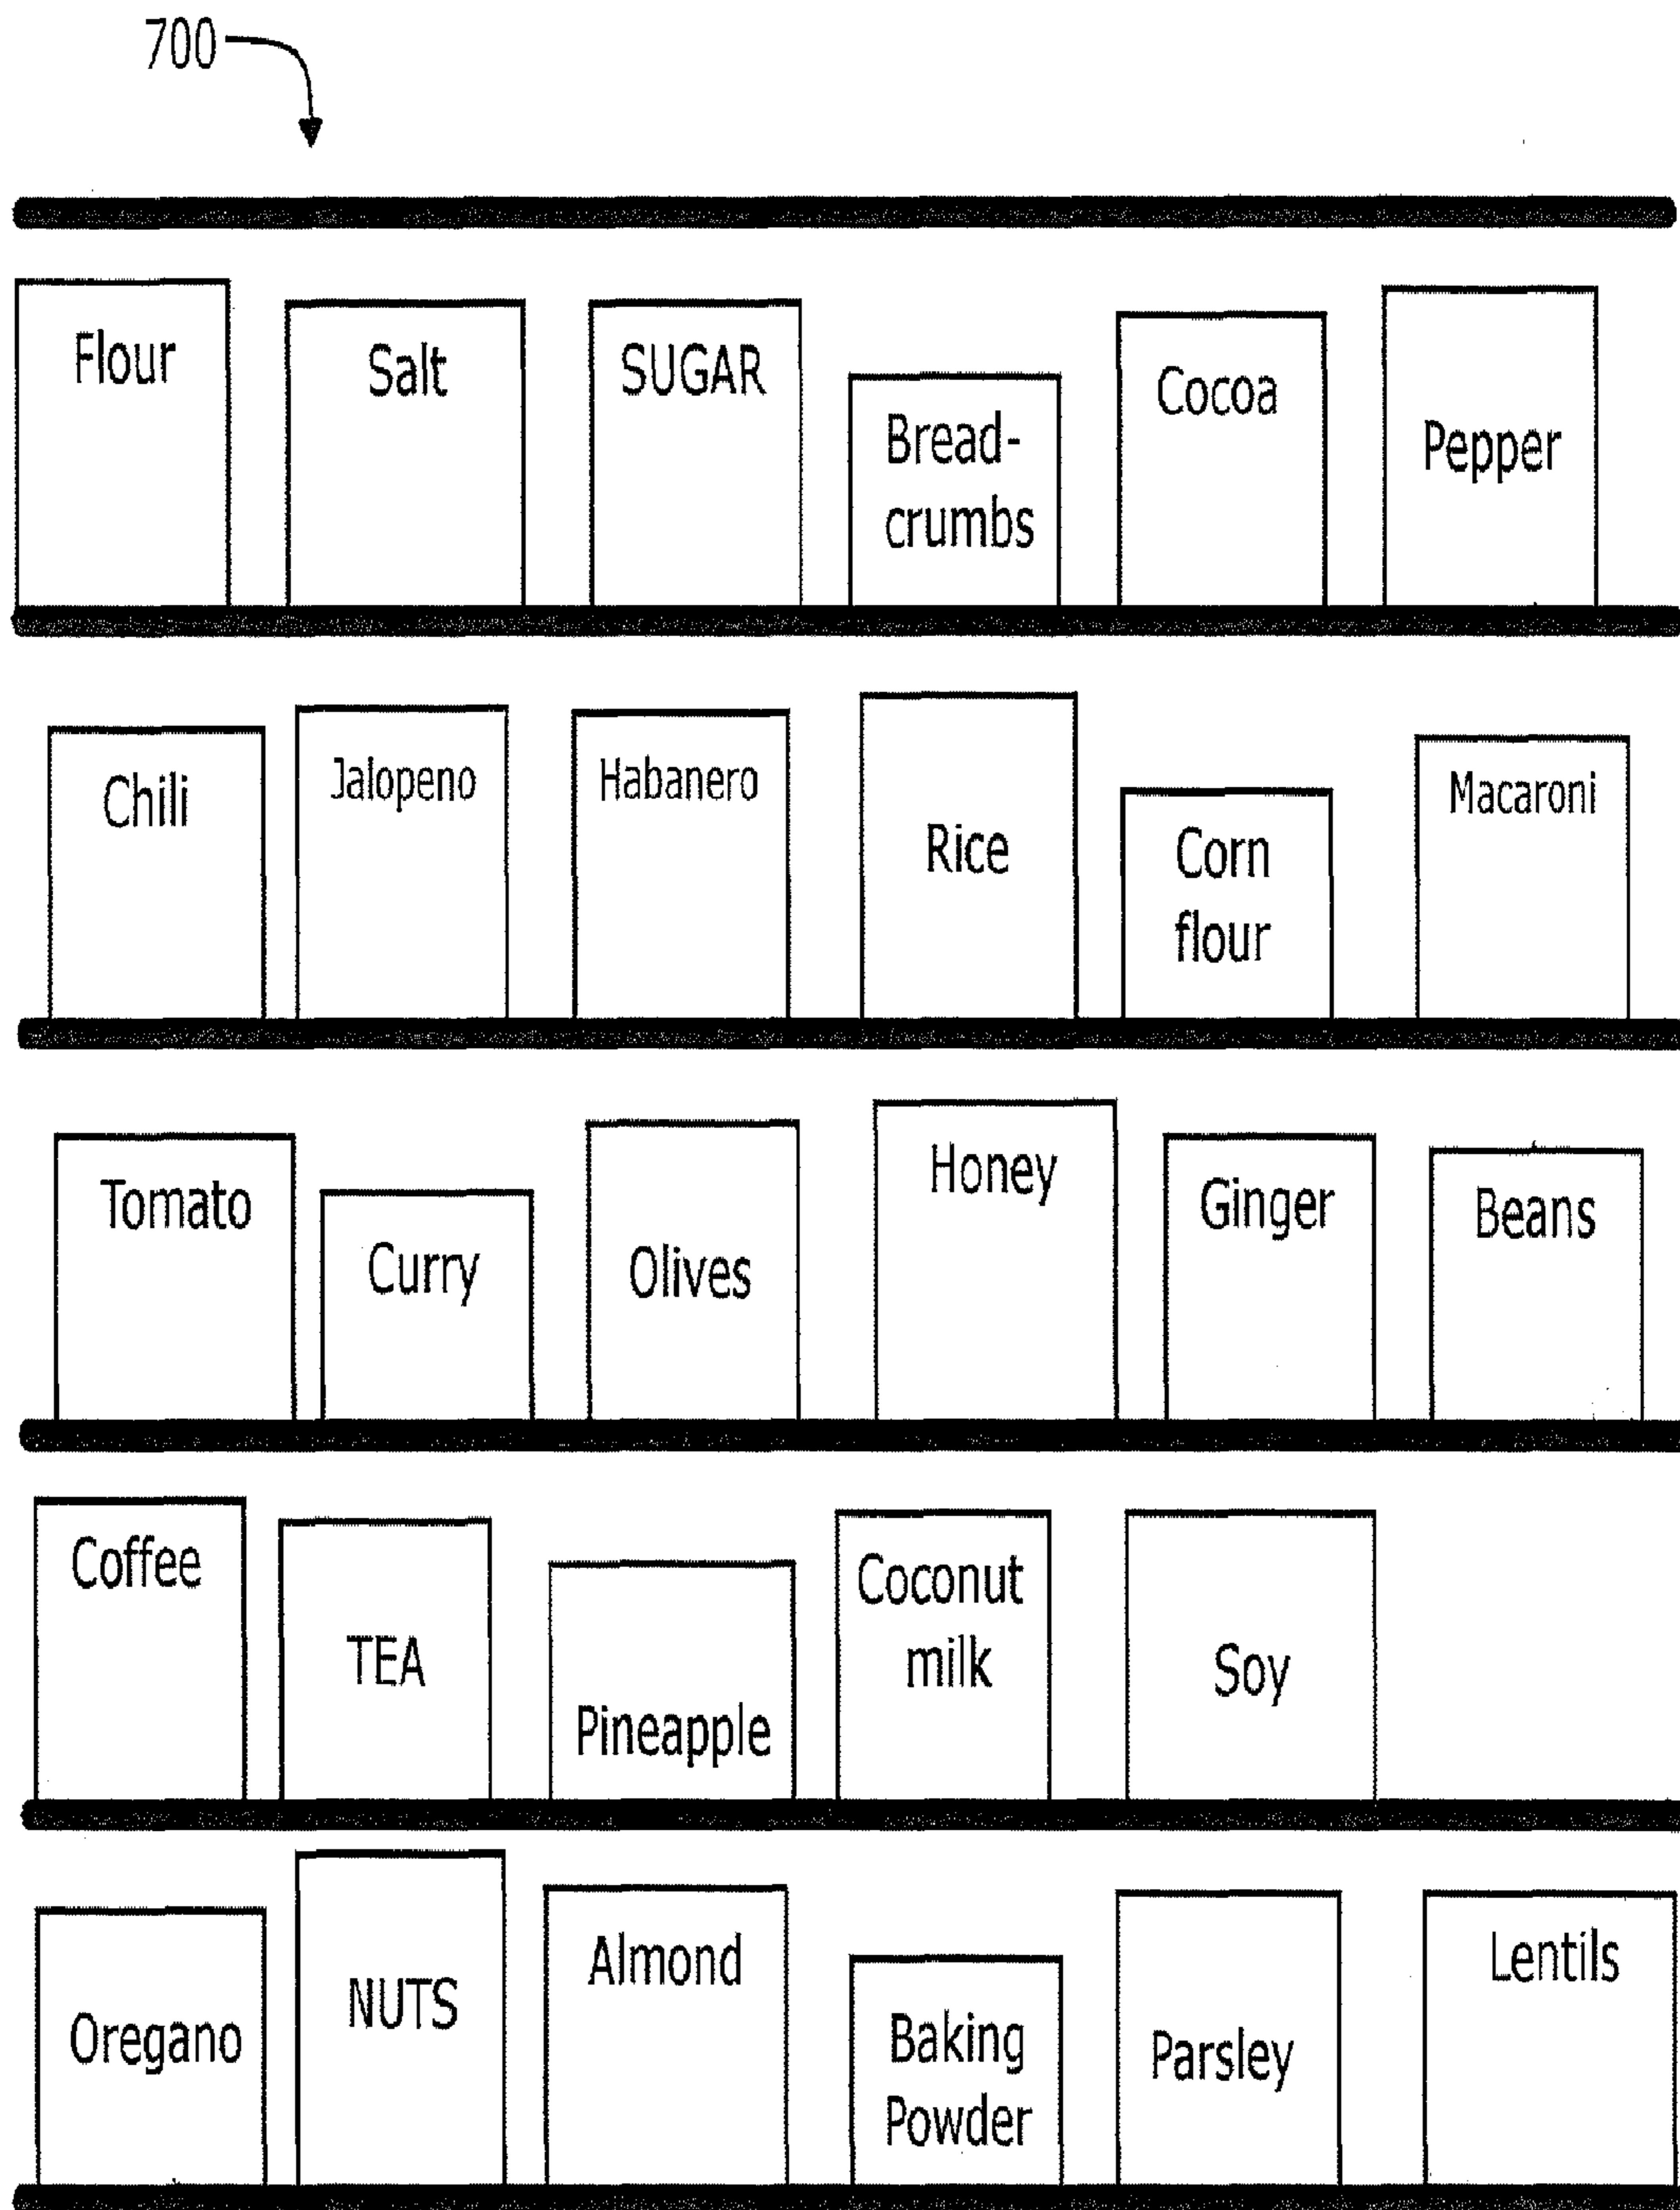 700
Flour
Salt
SUGAR
Bread-
crumbs
Cocoa
Pepper
Chili
Jalopeno
Habanero
Rice
Corn
flour
Macaroni
Tomato
Curry
Olives
Honey
Ginger
Beans
Coffee
TEA
Pineapple
Coconut
milk
Soy
Oregano
NUTS
Almond
Baking
Powder
Parsley
Lentils